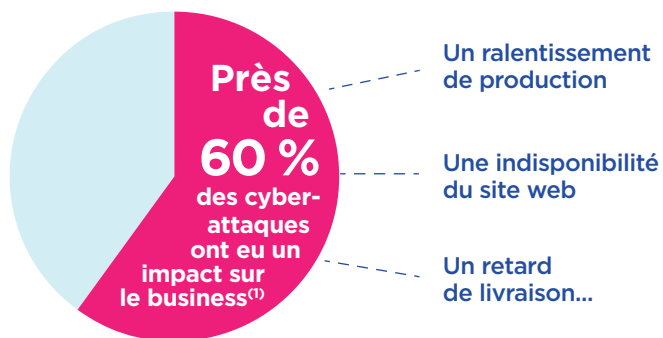 Près
de
60 %
des cyber-
attaques
ont eu un
impact sur
le business(1)
Un ralentissement
de production
Une indisponibilité
du site web
Un retard
de livraison...